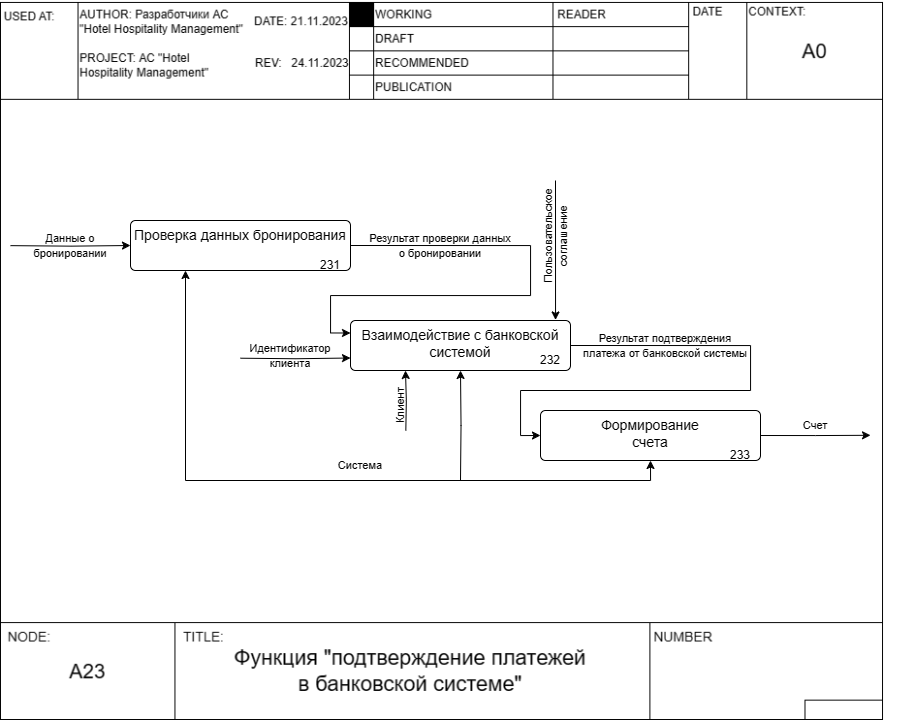 USED AT:
AUTHOR: Разработчики АС
"Hotel Hospitality Management"
DATE: 21.11.2023
PROJECT: АС "Hotel
Hospitality Management"
REV: 24.11.2023
WORKING
DRAFT
RECOMMENDED
PUBLICATION
READER
DATE
CONTEXT:
A0
Данные о
бронировании
Проверка данных бронирования
231
Результат проверки данных
о бронировании
Пользовательское
соглашение
Взаимодействие с банковской
системой
232
Идентификатор
клиента
Клиент
Результат подтверждения
платежа от банковской системы
Формирование
счета
233
Счет
Система
NODE:
A23
TITLE:
Функция "подтверждение платежей
в банковской системе"
NUMBER